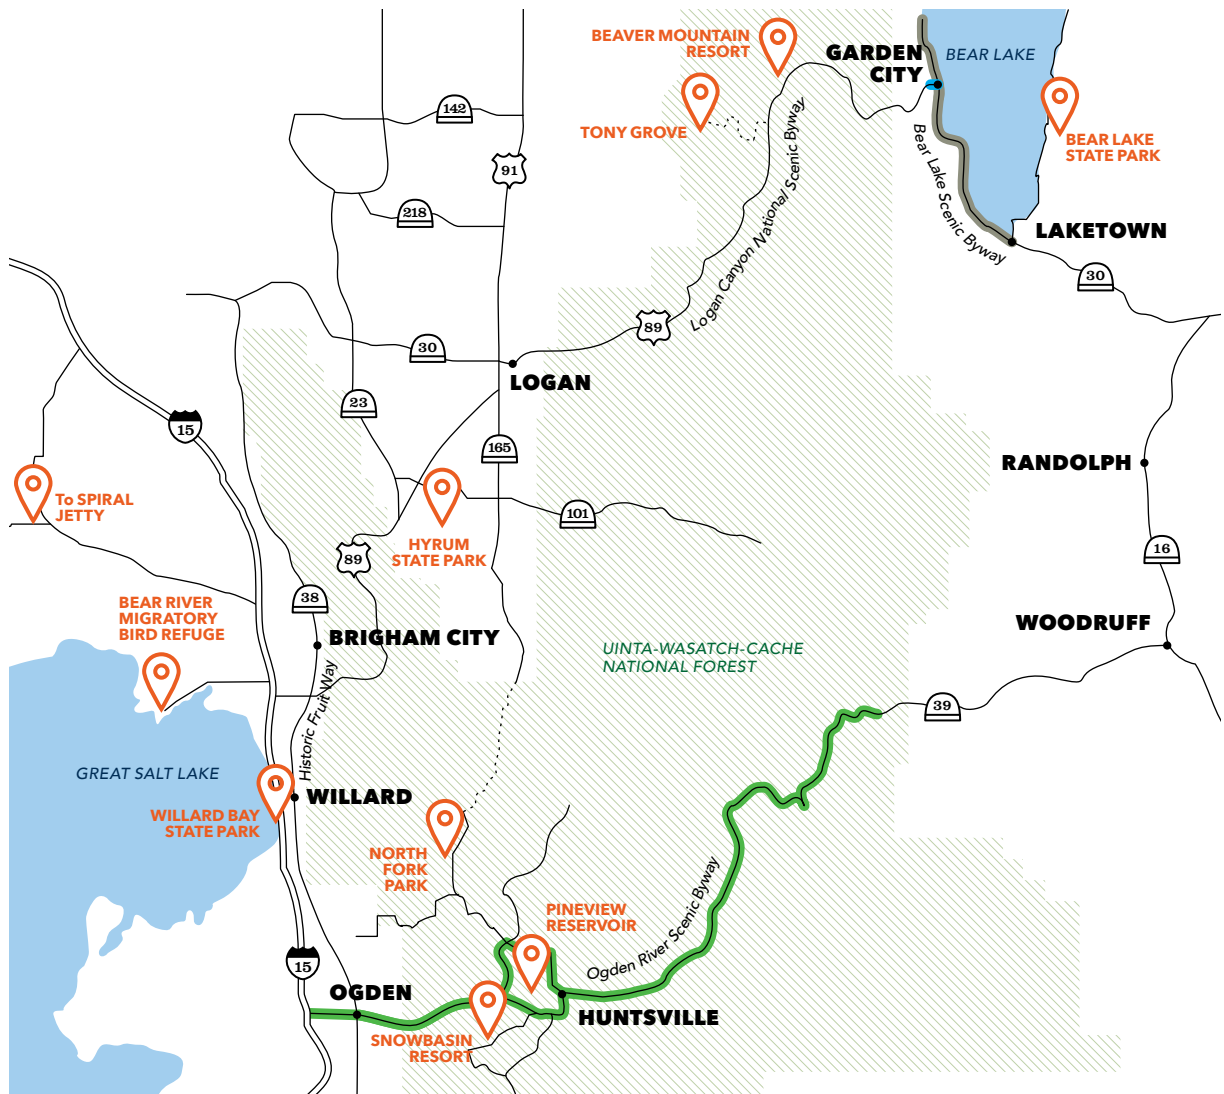 BEAVER MOUNTAIN
RESORT
GARDEN
CITY
BEAR LAKE
TONY GROVE
BEAR LAKE
STATE PARK
142
91
218
Logan Canyon National Scenic Byway
Bear Lake Scenic Byway
LAKETOWN
30
89
30
LOGAN
23
15
165
RANDOLPH
To SPIRAL
JETTY
101
HYRUM
STATE PARK
89
16
38
BEAR RIVER
MIGRATORY
BIRD REFUGE
BRIGHAM CITY
WOODRUFF
UINTA-WASATCH-CACHE
NATIONAL FOREST
39
Historic Fruit Way
GREAT SALT LAKE
WILLARD
WILLARD BAY
STATE PARK
NORTH
FORK
PARK
PINEVIEW
RESERVOIR
Ogden River Scenic Byway
15
OGDEN
HUNTSVILLE
SNOWBASIN
RESORT